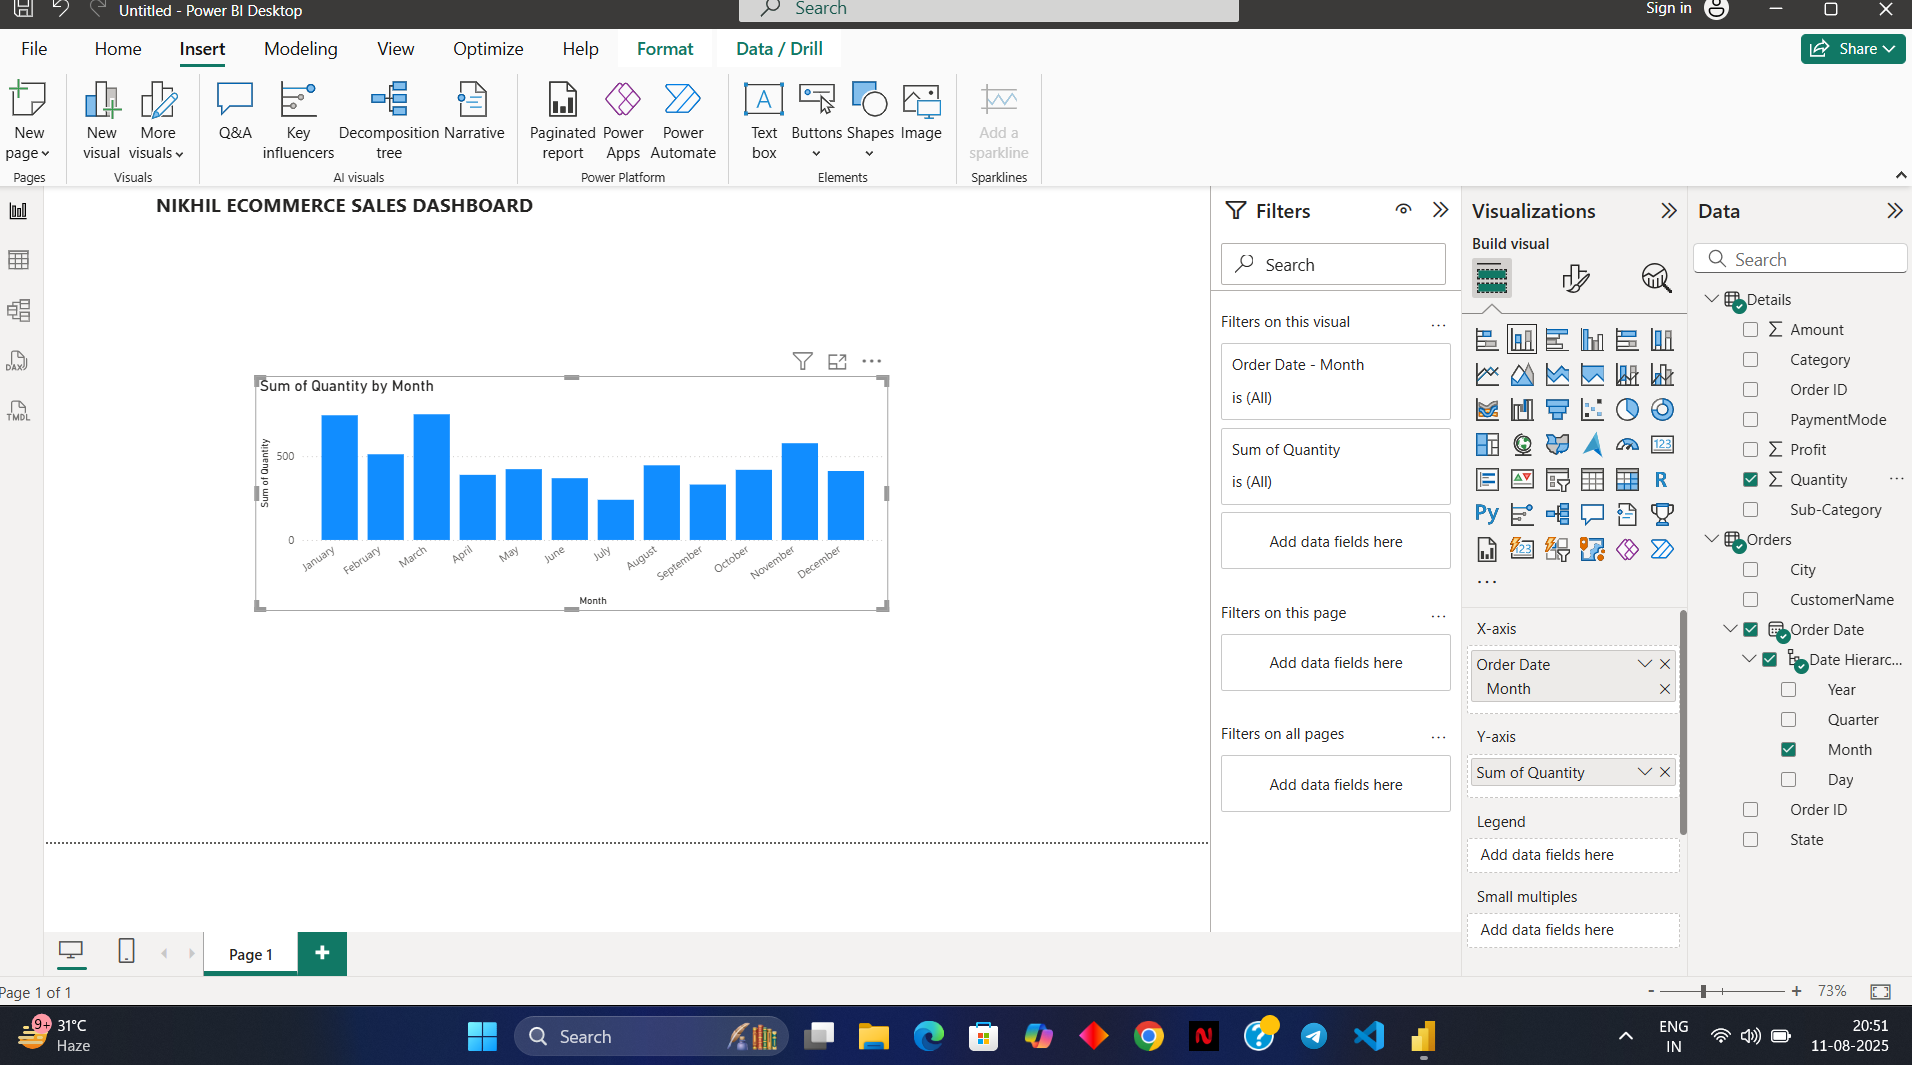 Untitled - Power BI Desktop
Search
Sign in
File Home Insert Modeling View Optimize Help Format Data / Drill
Share
New page
New visual
More visuals
Q&A
Key influencers
Decomposition tree
Narrative
Paginated report
Power Apps
Power Automate
Text box
Buttons
Shapes
Image
Add a sparkline
Pages
Visuals
AI visuals
Power Platform
Elements
Sparklines
DAX
TMDL
NIKHIL ECOMMERCE SALES DASHBOARD
Sum of Quantity by Month
Sum of Quantity
500
0
January
February
March
April
May
June
July
August
September
October
November
December
Month
Filters
Search
Filters on this visual ...
Order Date - Month
is (All)
Sum of Quantity
is (All)
Add data fields here
Filters on this page ...
Add data fields here
Filters on all pages ...
Add data fields here
Visualizations
Build visual
123
R
Py
123
...
X-axis
Order Date
Month
Y-axis
Sum of Quantity
Legend
Add data fields here
Small multiples
Add data fields here
Data
Search
Details
Σ Amount
Category
Order ID
PaymentMode
Σ Profit
Σ Quantity ...
Sub-Category
Orders
City
CustomerName
Order Date
Date Hierarc...
Year
Quarter
Month
Day
Order ID
State
Page 1
+
Page 1 of 1
- + 73%
9+
31°C
Haze
Search
N
ENG
IN
20:51
11-08-2025